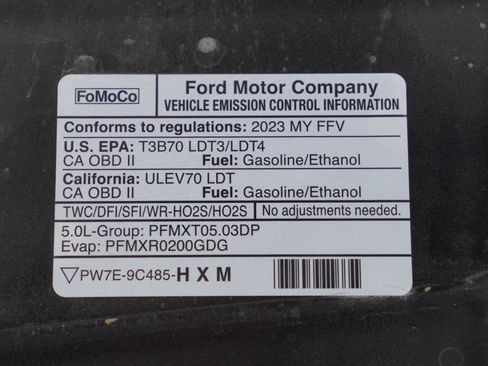 FoMoCo
Ford Motor Company
VEHICLE EMISSION CONTROL INFORMATION
Conforms to regulations: 2023 MY FFV
U.S. EPA: T3B70 LDT3/LDT4
CA OBD II Fuel: Gasoline/Ethanol
California: ULEV70 LDT
CA OBD II Fuel: Gasoline/Ethanol
TWC/DFI/SFI/WR-HO2S/HO2S No adjustments needed.
5.0L-Group: PFMXT05.03DP
Evap: PFMXR0200GDG
▽PW7E-9C485-H X M